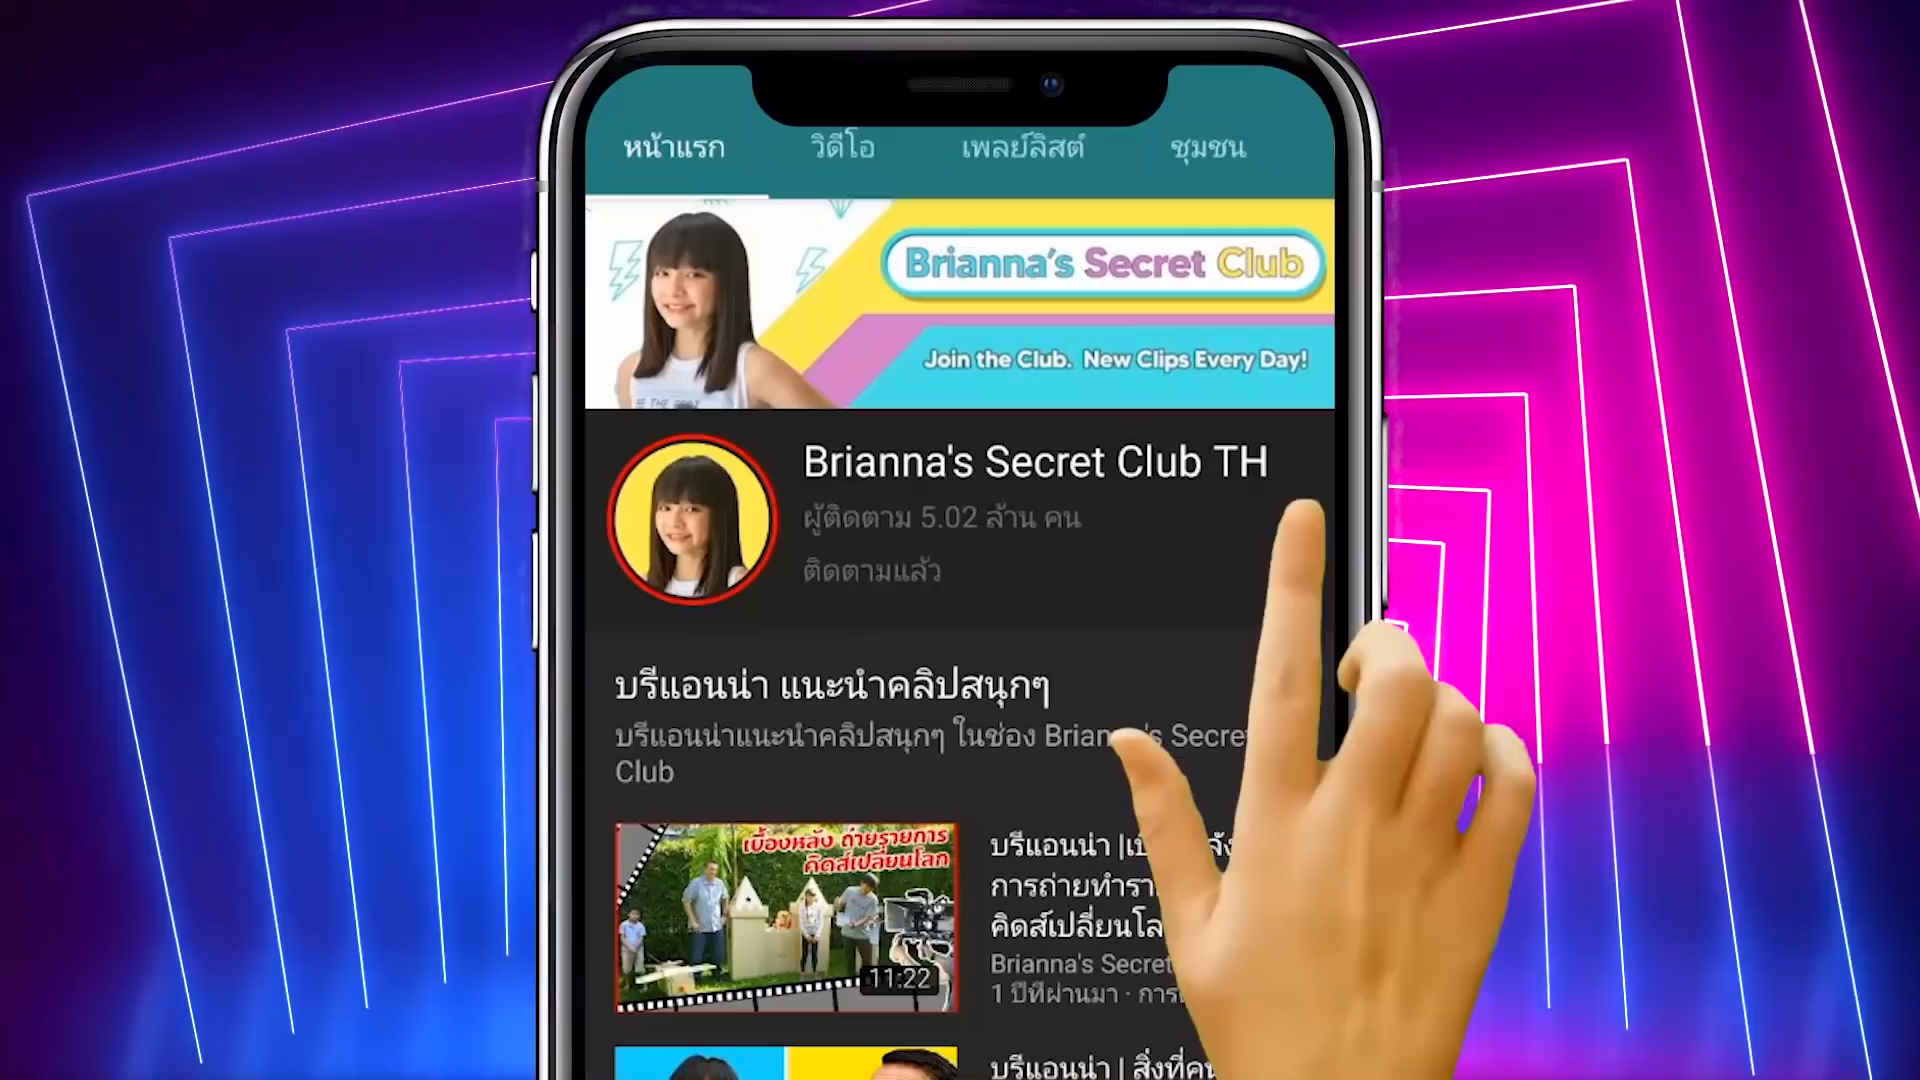 หน้าแรก วิดีโอ เพลย์ลิสต์ ชุมชน
Brianna's Secret Club
Join the Club. New Clips Every Day!
Brianna's Secret Club TH
ผู้ติดตาม 5.02 ล้าน คน
ติดตามแล้ว
บรีแอนน่า แนะนำคลิปสนุกๆ
บรีแอนน่าแนะนำคลิปสนุกๆ ในช่อง Secret
Club
เบื้องหลัง ถ่ายรายการ
คิดส์เปลี่ยนโลก
11:22
บรีแอนน่า |
การถ่ายทำ
คิดส์เปลี่ยนโลก
Brianna's Secret
1 ปีที่ผ่านมา ·
บรีแอนน่า | สิ่งที่